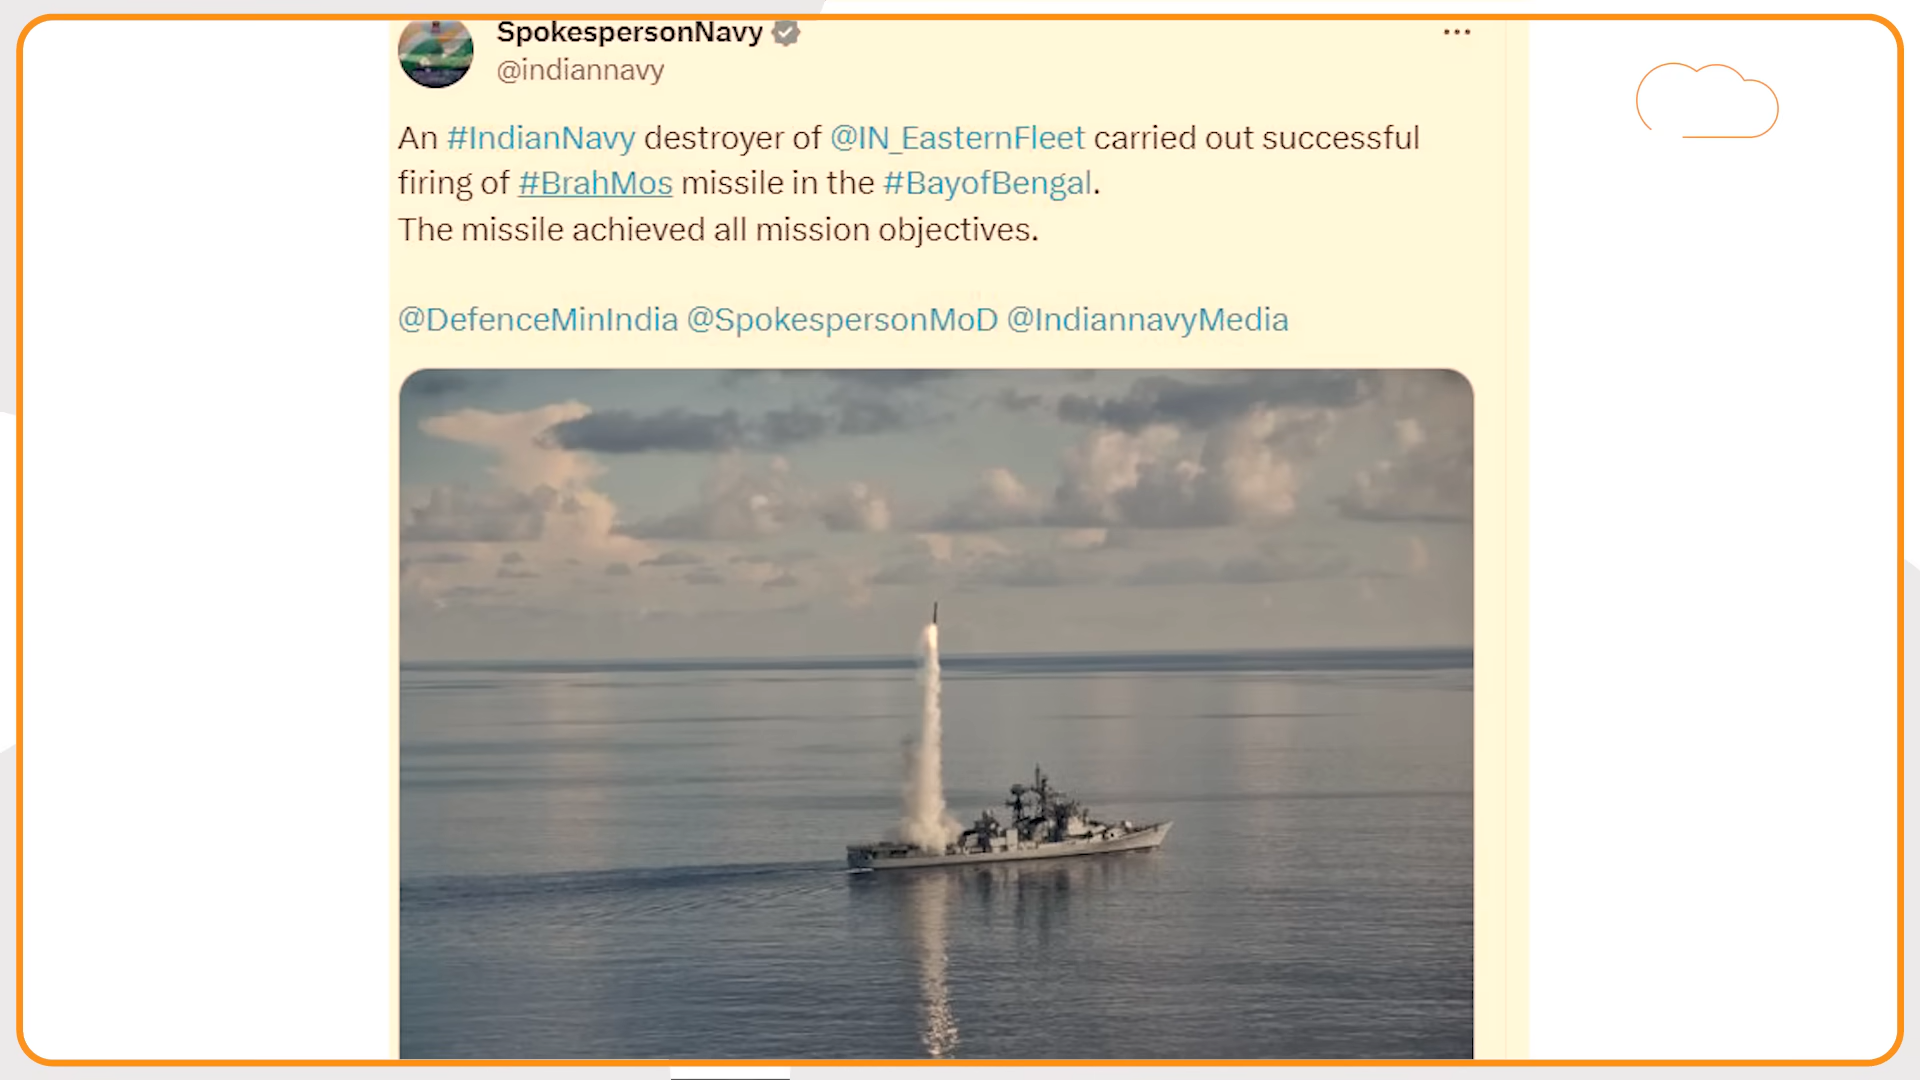 SpokespersonNavy
@indiannavy
An #IndianNavy destroyer of @IN_EasternFleet carried out successful
firing of #BrahMos missile in the #BayofBengal.
The missile achieved all mission objectives.
@DefenceMinIndia @SpokespersonMoD @IndiannavyMedia